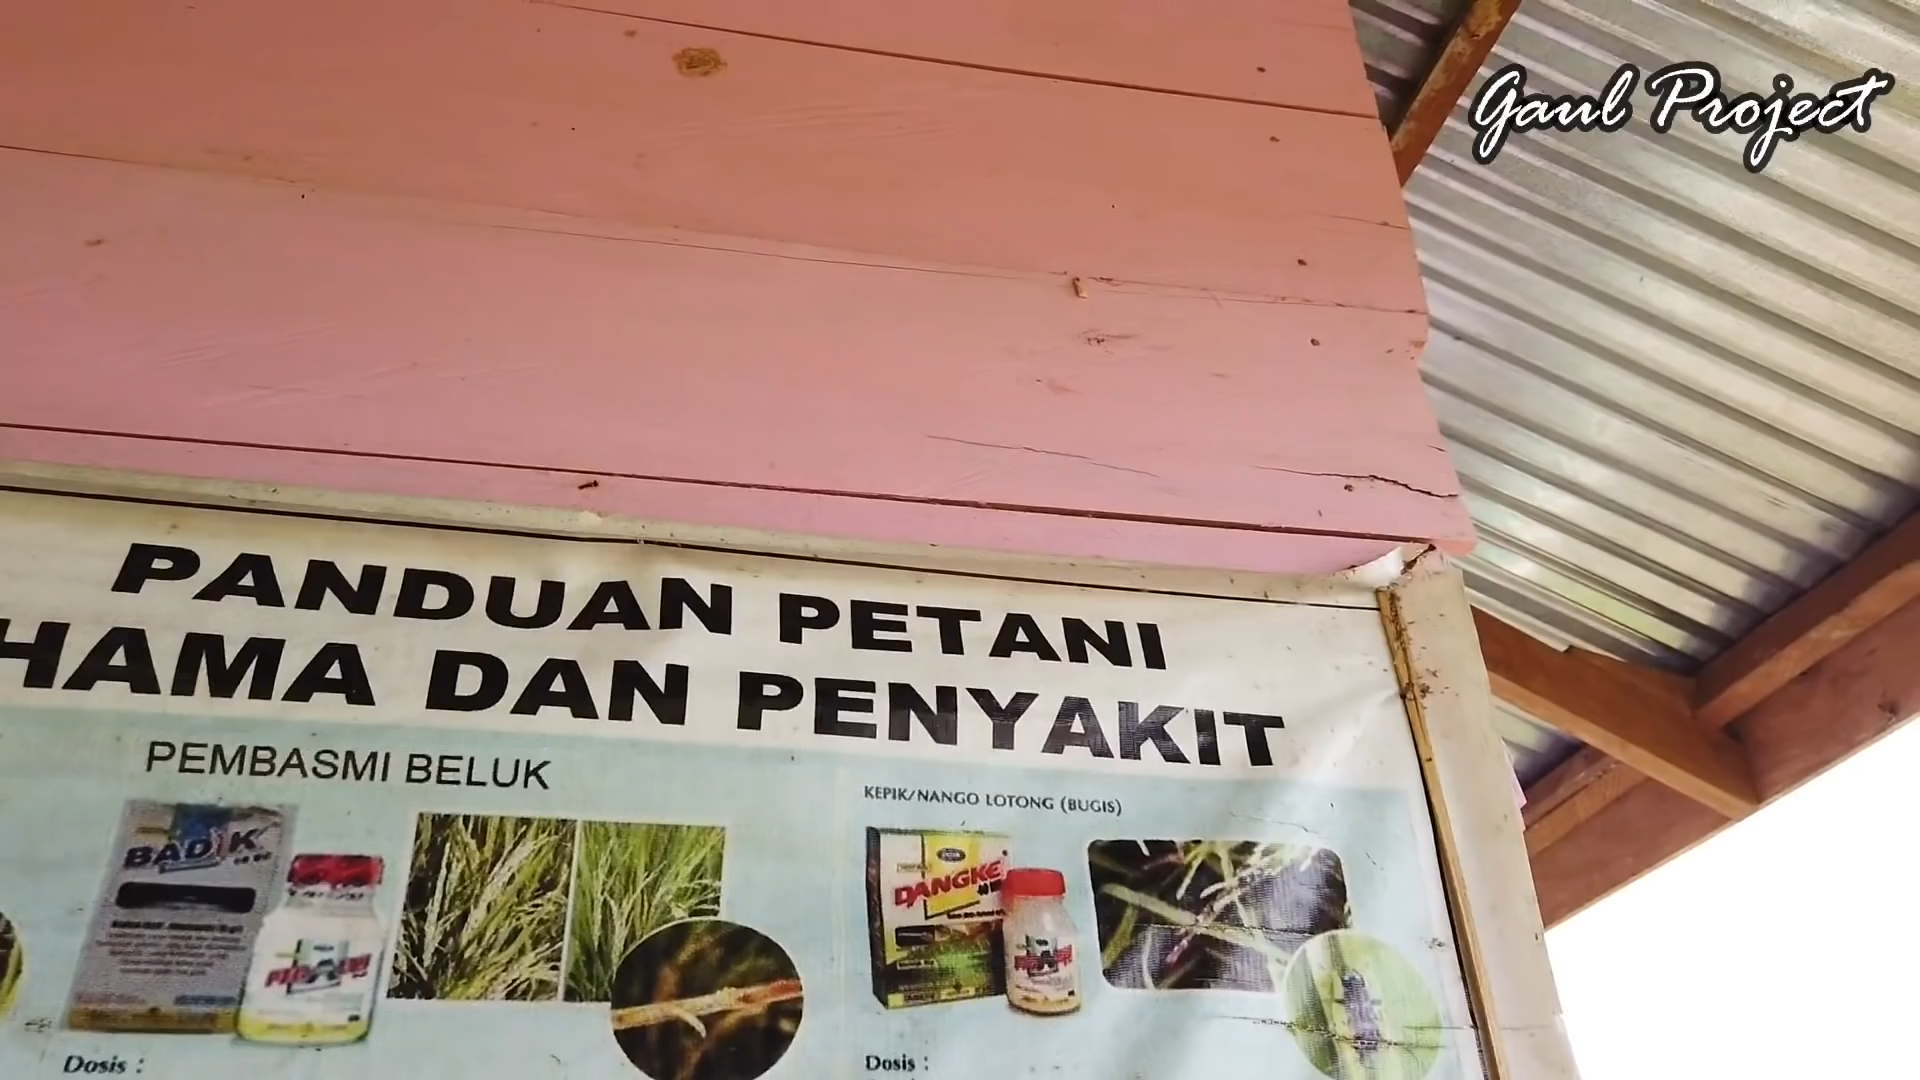 Gaul Project
PANDUAN PETANI
HAMA DAN PENYAKIT
PEMBASMI BELUK
KEPIK/NANGO LOTONG (BUGIS)
BADIK
DANGKE
Dosis :
Dosis :